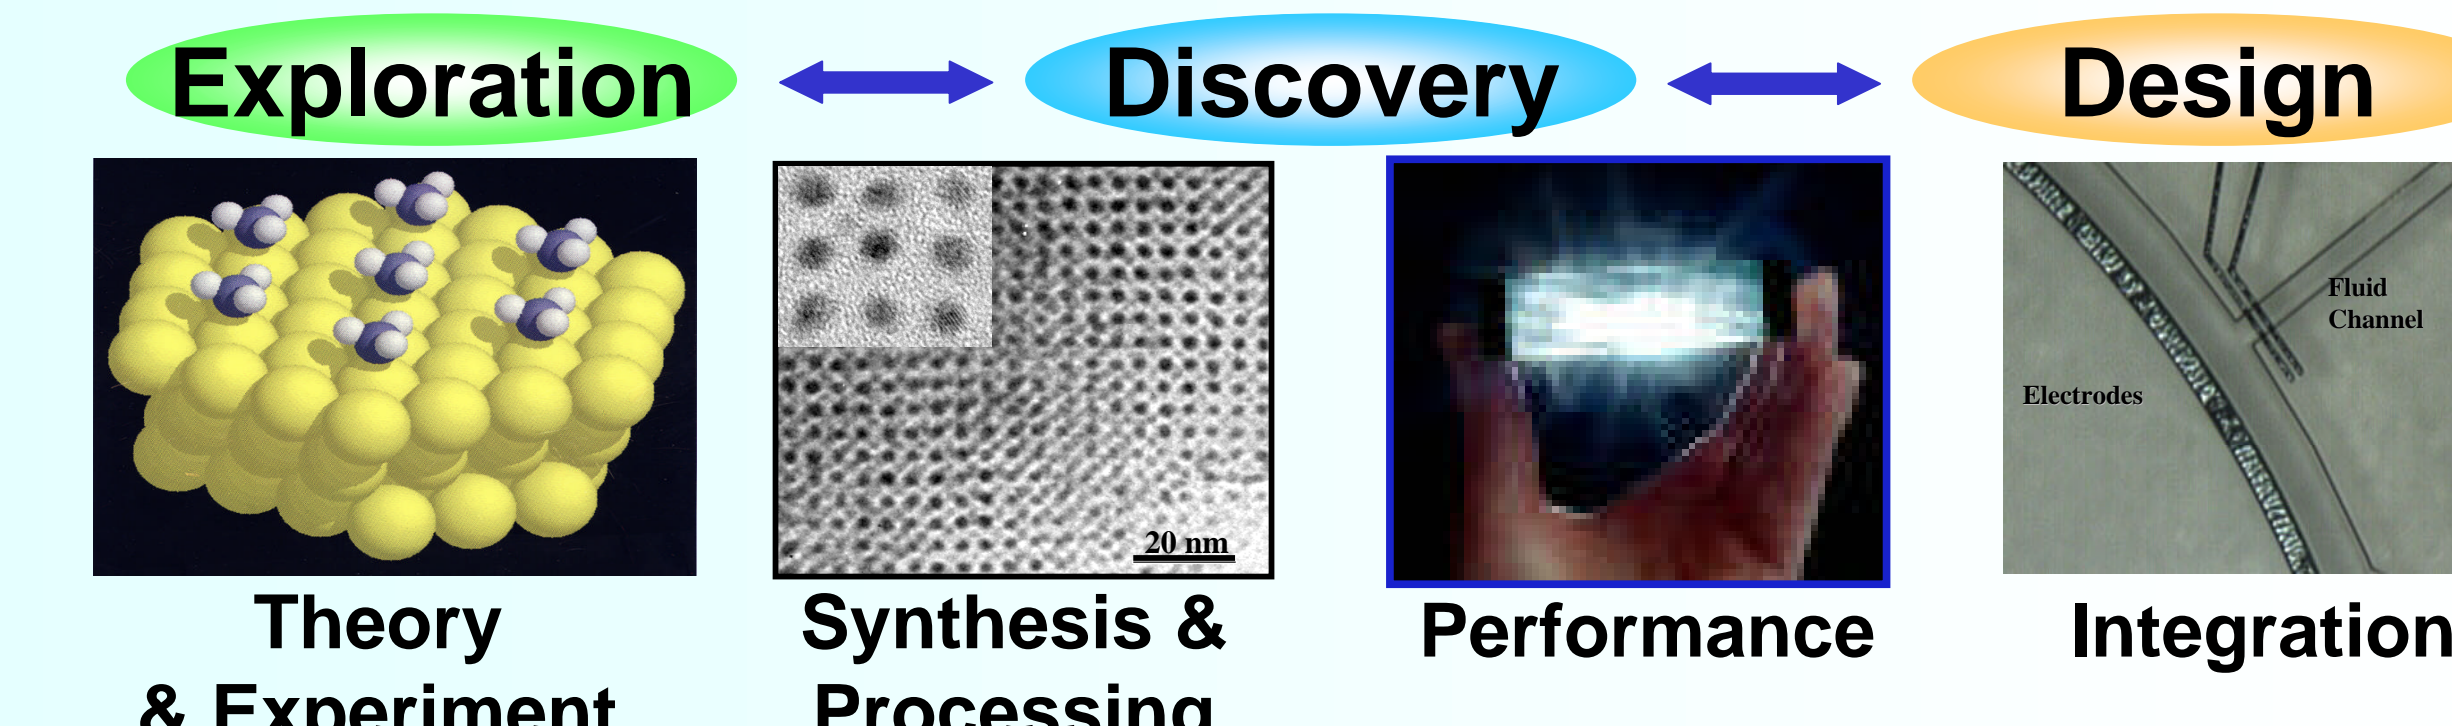 Exploration
Discovery
Design
Fluid
Channel
Electrodes
20 nm
Theory
& Experiment
Synthesis &
Processing
Performance
Integration